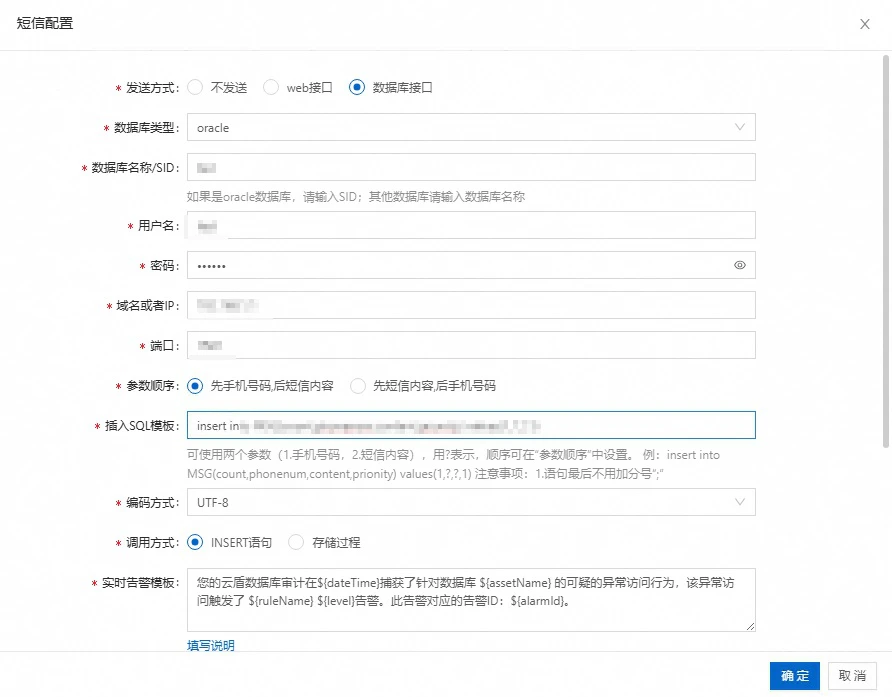 短信配置
* 发送方式: 不发送 web接口 数据库接口
* 数据库类型: oracle
* 数据库名称/SID:
如果是oracle数据库，请输入SID；其他数据库请输入数据库名称
* 用户名:
* 密码: ••••••
* 域名或者IP:
* 端口:
* 参数顺序: 先手机号码,后短信内容 先短信内容,后手机号码
* 插入SQL模板: insert into
可使用两个参数（1.手机号码，2.短信内容），用?表示，顺序可在"参数顺序"中设置。 例：insert into
MSG(count,phonenum,content,prionity) values(1,?,?,1) 注意事项：1.语句最后不用加分号";"
* 编码方式: UTF-8
* 调用方式: INSERT语句 存储过程
* 实时告警模板: 您的云盾数据库审计在${dateTime}捕获了针对数据库 ${assetName} 的可疑的异常访问行为，该异常访
问触发了 ${ruleName} ${level}告警。此告警对应的告警ID：${alarmId}。
填写说明
确定 取消